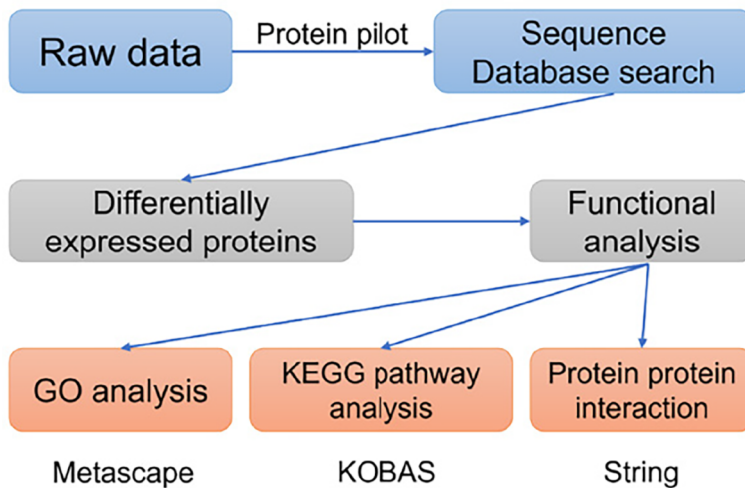 Raw data
Protein pilot
Sequence
Database search
Differentially
expressed proteins
Functional
analysis
GO analysis
KEGG pathway
analysis
Protein protein
interaction
Metascape
KOBAS
String